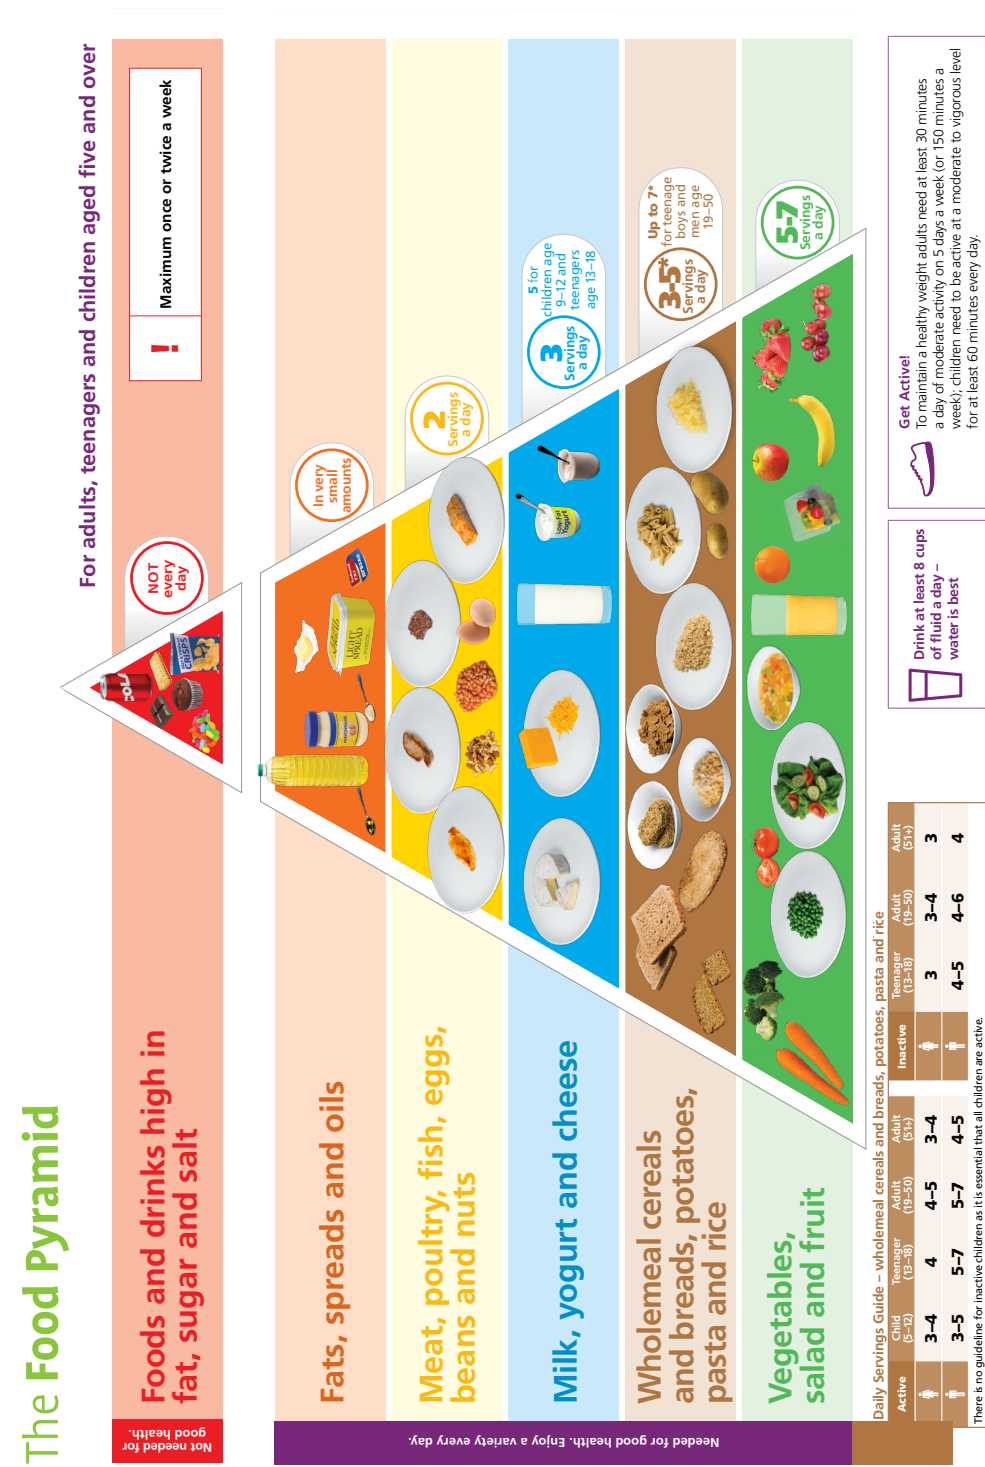 The Food Pyramid
For adults, teenagers and children aged five and over
Not needed for
good health.
Foods and drinks high in
fat, sugar and salt
NOT
every
day
!
Maximum once or twice a week
CRISPS
Needed for good health. Enjoy a variety every day.
Fats, spreads and oils
In very
small
amounts
MAYONNAISE
LIGHT
SPREAD
Meat, poultry, fish, eggs,
beans and nuts
2
Servings
a day
Milk, yogurt and cheese
Low-Fat
Yogurt
3
Servings
a day
5 for
children age
9–12 and
teenagers
age 13–18
Wholemeal cereals
and breads, potatoes,
pasta and rice
3-5*
Servings
a day
Up to 7*
for teenage
boys and
men age
19–50
Vegetables,
salad and fruit
5-7
Servings
a day
Daily Servings Guide – wholemeal cereals and breads, potatoes, pasta and rice
Active Child (5–12) Teenager (13–18) Adult (19–50) Adult (51+) Inactive Teenager (13–18) Adult (19–50) Adult (51+)
3–4 4 4–5 3–4 3 3–4 3
3–5 5–7 5–7 4–5 4–5 4–6 4
There is no guideline for inactive children as it is essential that all children are active.
Drink at least 8 cups
of fluid a day –
water is best
Get Active!
To maintain a healthy weight adults need at least 30 minutes
a day of moderate activity on 5 days a week (or 150 minutes a
week); children need to be active at a moderate to vigorous level
for at least 60 minutes every day.